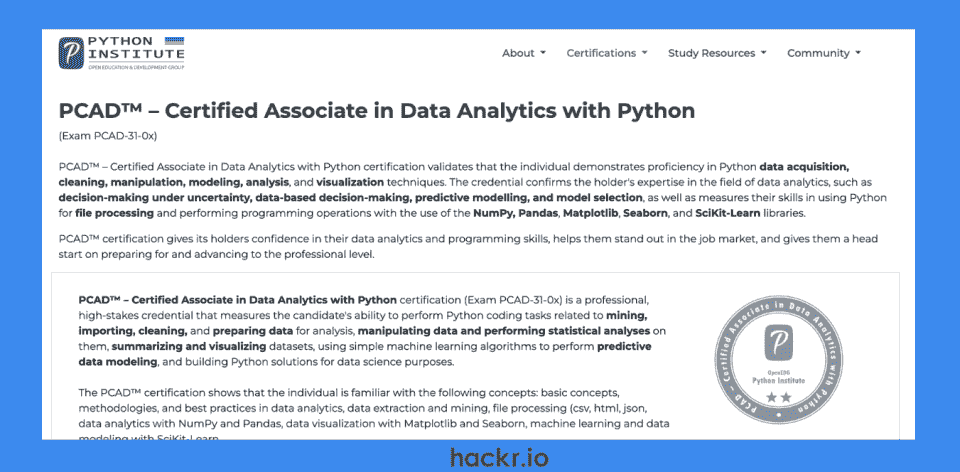 PYTHON
INSTITUTE
OPEN EDUCATION & DEVELOPMENT GROUP
About Certifications Study Resources Community
PCAD™ – Certified Associate in Data Analytics with Python
(Exam PCAD-31-0x)
PCAD™ – Certified Associate in Data Analytics with Python certification validates that the individual demonstrates proficiency in Python data acquisition,
cleaning, manipulation, modeling, analysis, and visualization techniques. The credential confirms the holder's expertise in the field of data analytics, such as
decision-making under uncertainty, data-based decision-making, predictive modelling, and model selection, as well as measures their skills in using Python
for file processing and performing programming operations with the use of the NumPy, Pandas, Matplotlib, Seaborn, and SciKit-Learn libraries.
PCAD™ certification gives its holders confidence in their data analytics and programming skills, helps them stand out in the job market, and gives them a head
start on preparing for and advancing to the professional level.
PCAD™ – Certified Associate in Data Analytics with Python certification (Exam PCAD-31-0x) is a professional,
high-stakes credential that measures the candidate's ability to perform Python coding tasks related to mining,
importing, cleaning, and preparing data for analysis, manipulating data and performing statistical analyses on
them, summarizing and visualizing datasets, using simple machine learning algorithms to perform predictive
data modeling, and building Python solutions for data science purposes.
The PCAD™ certification shows that the individual is familiar with the following concepts: basic concepts,
methodologies, and best practices in data analytics, data extraction and mining, file processing (csv, html, json,
data analytics with NumPy and Pandas, data visualization with Matplotlib and Seaborn, machine learning and data
modeling with SciKit-Learn
PCAD – Certified Associate in Data Analytics with Python
OpenEDG
Python Institute
hackr.io